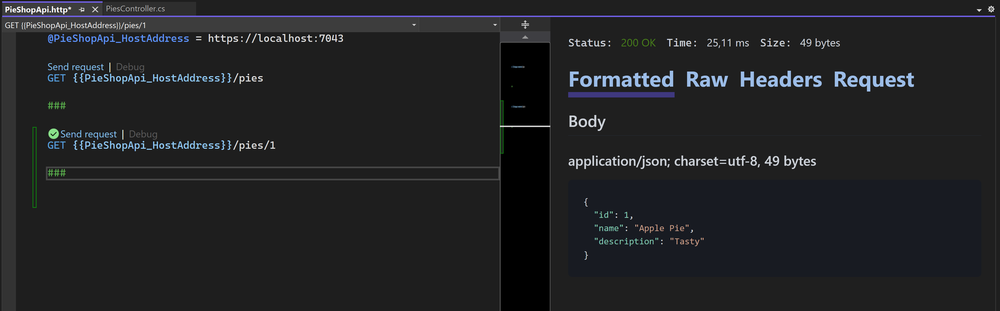 PieShopApi.http* PiesController.cs
GET {{PieShopApi_HostAddress}}/pies/1
@PieShopApi_HostAddress = https://localhost:7043
Send request | Debug
GET {{PieShopApi_HostAddress}}/pies
###
Send request | Debug
GET {{PieShopApi_HostAddress}}/pies/1
###
Status: 200 OK Time: 25,11 ms Size: 49 bytes
Formatted Raw Headers Request
Body
application/json; charset=utf-8, 49 bytes
{
"id": 1,
"name": "Apple Pie",
"description": "Tasty"
}